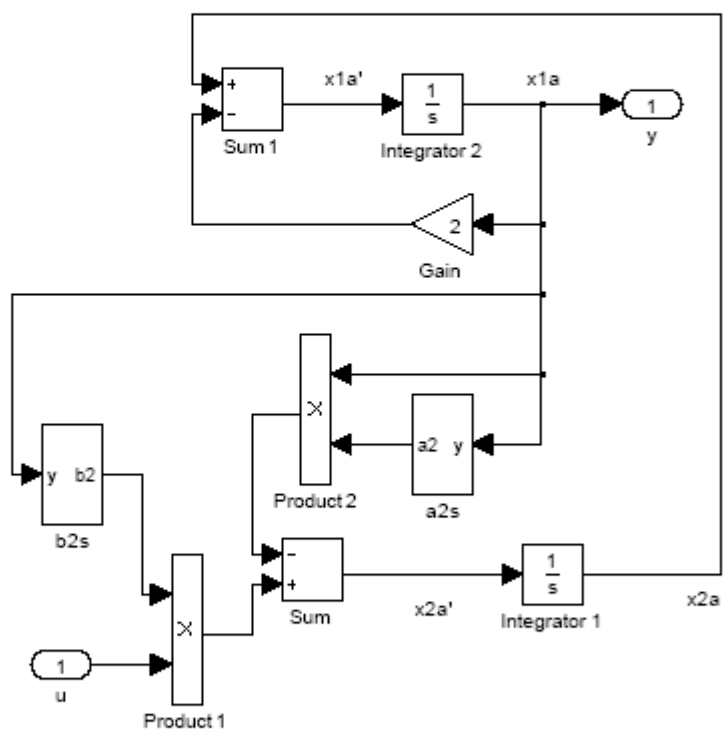 +
x1a'
1
s
x1a
1
-
Sum 1
Integrator 2
y
2
Gain
X
a2 y
y b2
Product 2
a2s
b2s
-
+
1
s
X
Sum
x2a'
Integrator 1
x2a
1
u
Product 1